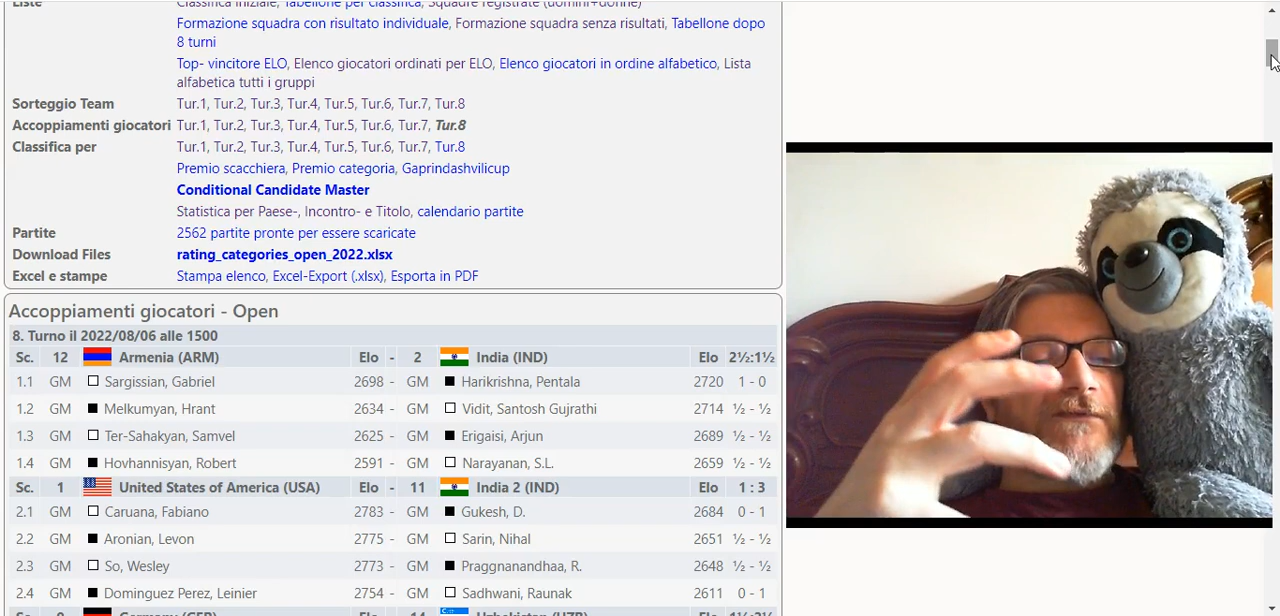 Liste Classifica iniziale, Tabellone per classifica, Squadre registrate (uomini+donne)
Formazione squadra con risultato individuale, Formazione squadra senza risultati, Tabellone dopo
8 turni
Top- vincitore ELO, Elenco giocatori ordinati per ELO, Elenco giocatori in ordine alfabetico, Lista
alfabetica tutti i gruppi
Sorteggio Team Tur.1, Tur.2, Tur.3, Tur.4, Tur.5, Tur.6, Tur.7, Tur.8
Accoppiamenti giocatori Tur.1, Tur.2, Tur.3, Tur.4, Tur.5, Tur.6, Tur.7, Tur.8
Classifica per Tur.1, Tur.2, Tur.3, Tur.4, Tur.5, Tur.6, Tur.7, Tur.8
Premio scacchiera, Premio categoria, Gaprindashvilicup
Conditional Candidate Master
Statistica per Paese-, Incontro- e Titolo, calendario partite
Partite 2562 partite pronte per essere scaricate
Download Files rating_categories_open_2022.xlsx
Excel e stampe Stampa elenco, Excel-Export (.xlsx), Esporta in PDF
Accoppiamenti giocatori - Open
8. Turno il 2022/08/06 alle 1500
Sc. 12 Armenia (ARM) Elo - 2 India (IND) Elo 2½:1½
1.1 GM Sargissian, Gabriel 2698 - GM Harikrishna, Pentala 2720 1 - 0
1.2 GM Melkumyan, Hrant 2634 - GM Vidit, Santosh Gujrathi 2714 ½ - ½
1.3 GM Ter-Sahakyan, Samvel 2625 - GM Erigaisi, Arjun 2689 ½ - ½
1.4 GM Hovhannisyan, Robert 2591 - GM Narayanan, S.L. 2659 ½ - ½
Sc. 1 United States of America (USA) Elo - 11 India 2 (IND) Elo 1 : 3
2.1 GM Caruana, Fabiano 2783 - GM Gukesh, D. 2684 0 - 1
2.2 GM Aronian, Levon 2775 - GM Sarin, Nihal 2651 ½ - ½
2.3 GM So, Wesley 2773 - GM Praggnanandhaa, R. 2648 ½ - ½
2.4 GM Dominguez Perez, Leinier 2754 - GM Sadhwani, Raunak 2611 0 - 1